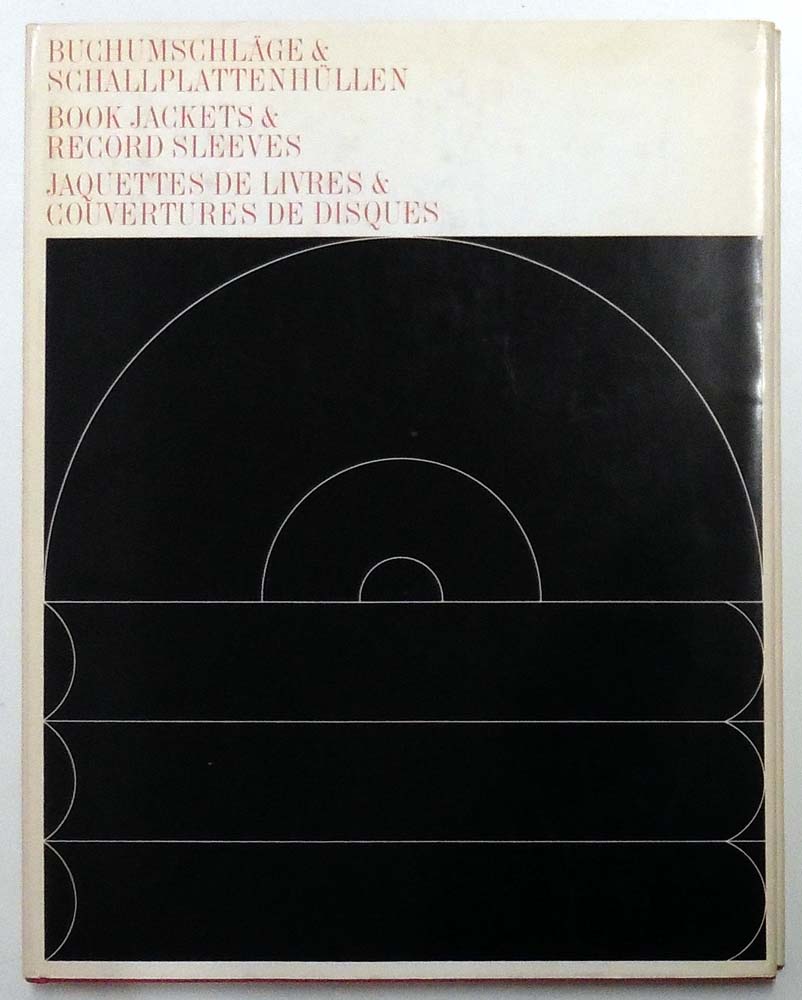 BUCHUMSCHLÄGE &
SCHALLPLATTENHÜLLEN
BOOK JACKETS &
RECORD SLEEVES
JAQUETTES DE LIVRES &
COUVERTURES DE DISQUES